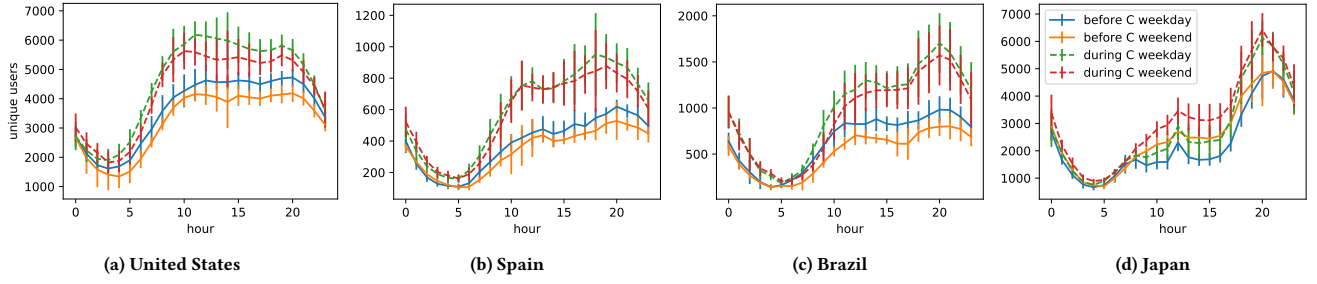 7000
6000
5000
4000
3000
2000
1000
unique users
0 5 10 15 20
hour
(a) United States
1200
1000
800
600
400
200
0 5 10 15 20
hour
(b) Spain
2000
1500
1000
500
0 5 10 15 20
hour
(c) Brazil
7000
6000
5000
4000
3000
2000
1000
before C weekday
before C weekend
during C weekday
during C weekend
0 5 10 15 20
hour
(d) Japan